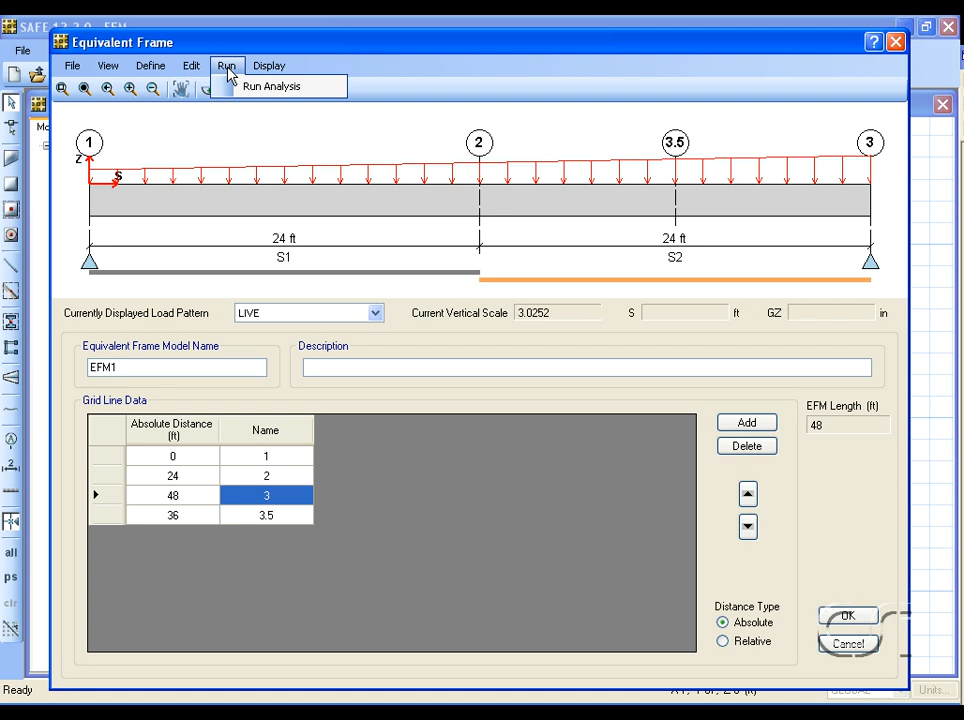 SAFE 12.3.0 - EFM
File
Equivalent Frame
File View Define Edit Run Display
Run Analysis
Mo
1 2 3.5 3
Z
S
24 ft 24 ft
S1 S2
Currently Displayed Load Pattern LIVE Current Vertical Scale 3.0252 S ft GZ in
Equivalent Frame Model Name Description
EFM1
Grid Line Data
EFM Length (ft)
48
Absolute Distance (ft) Name
0 1
24 2
48 3
36 3.5
Add
Delete
Distance Type
Absolute
Relative
OK
Cancel
all
ps
clr
Ready
GLOBAL
Units...